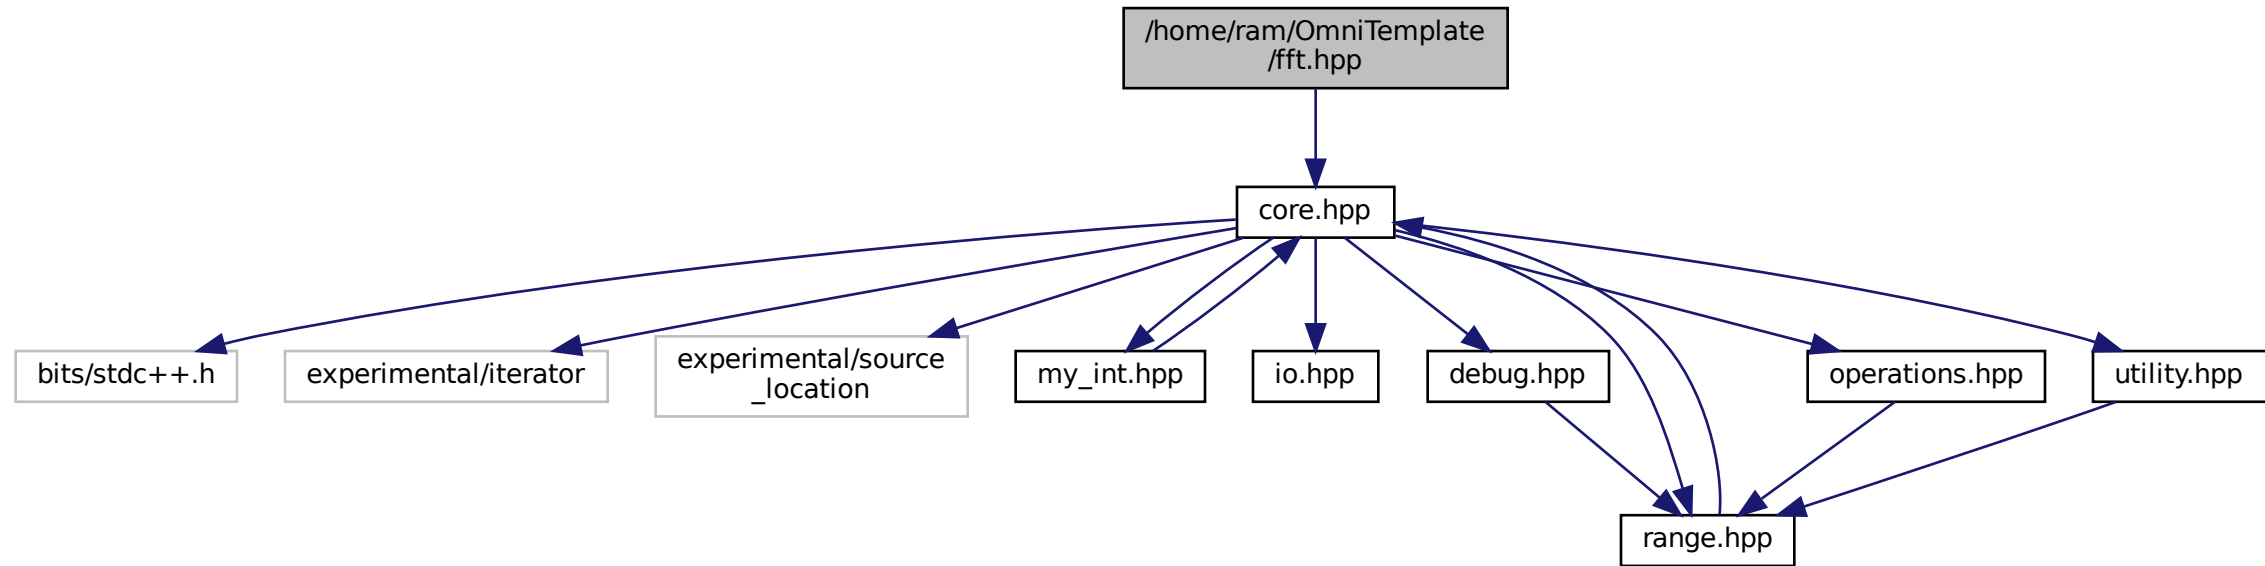 /home/ram/OmniTemplate
/fft.hpp
core.hpp
bits/stdc++.h
experimental/iterator
experimental/source
_location
my_int.hpp
io.hpp
debug.hpp
operations.hpp
utility.hpp
range.hpp